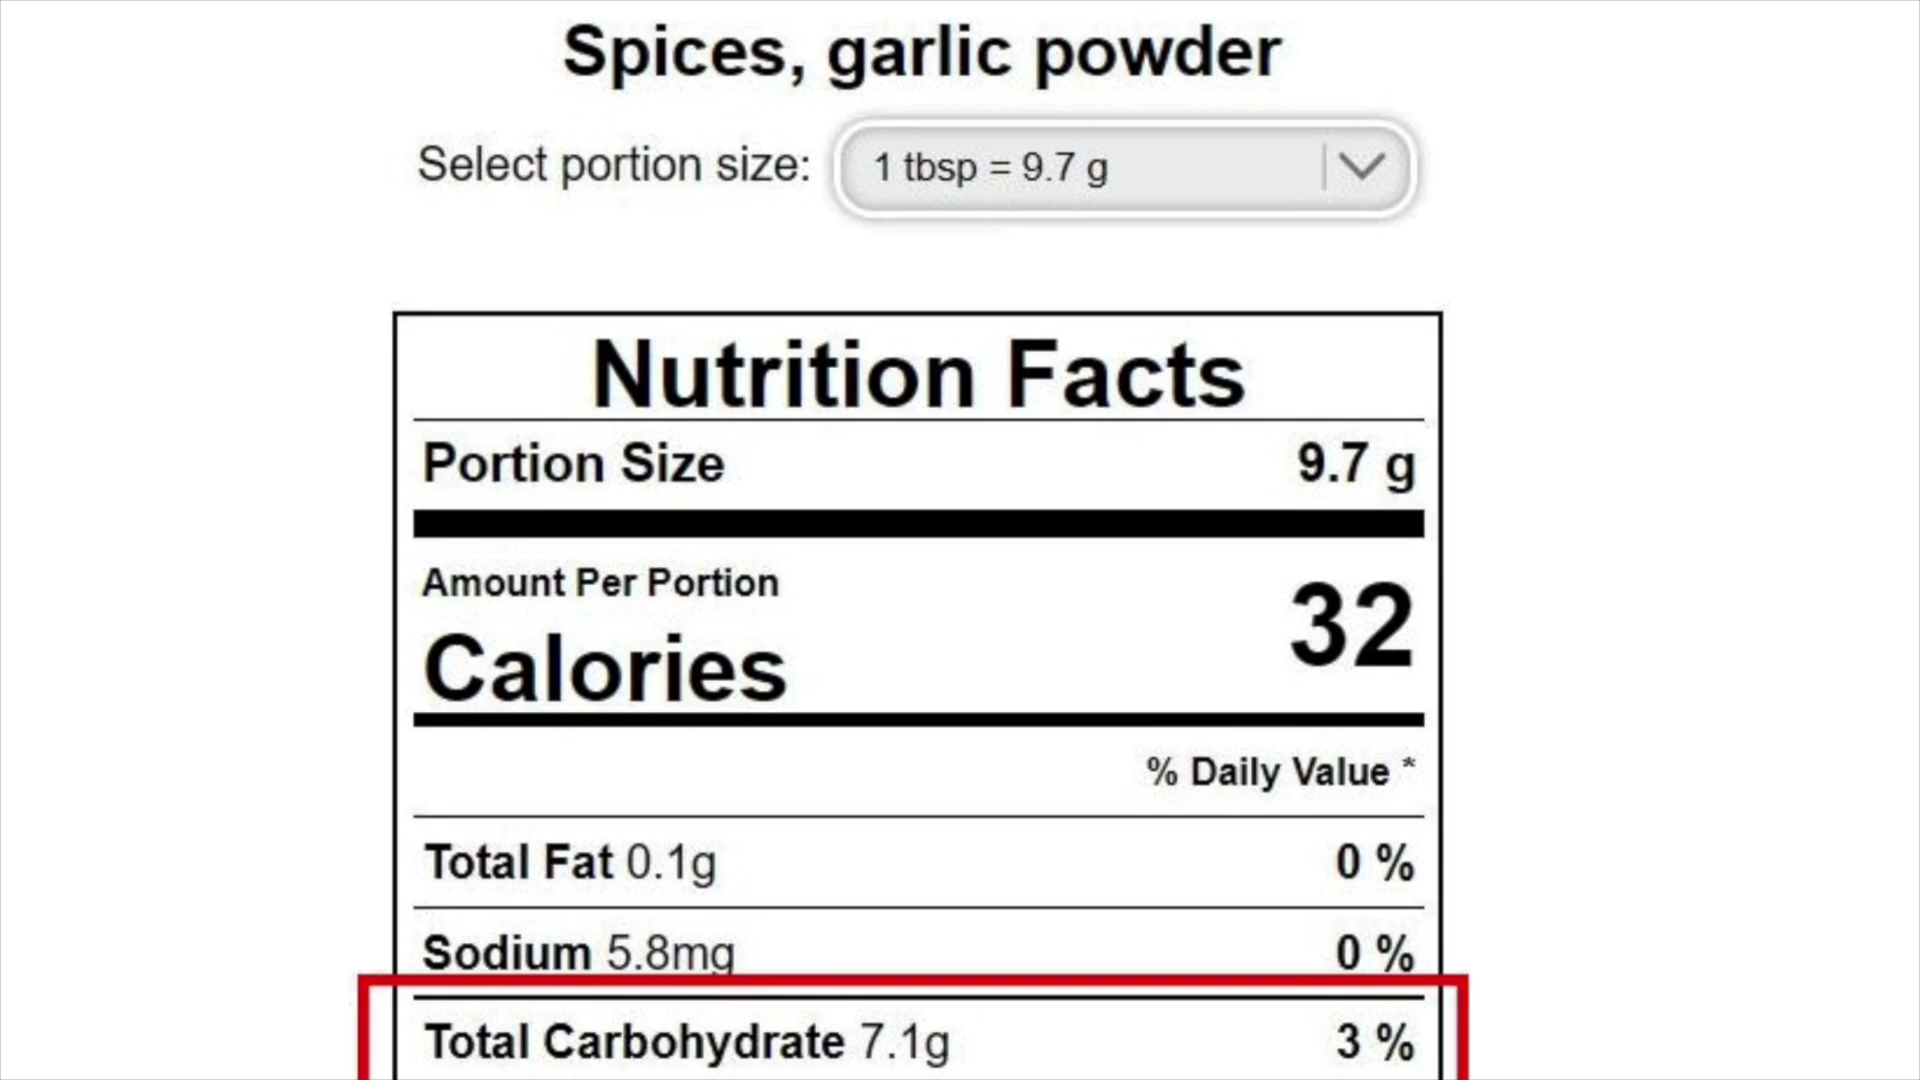 Spices, garlic powder
Select portion size: 1 tbsp = 9.7 g
Nutrition Facts
Portion Size 9.7 g
Amount Per Portion
Calories 32
% Daily Value *
Total Fat 0.1g 0 %
Sodium 5.8mg 0 %
Total Carbohydrate 7.1g 3 %